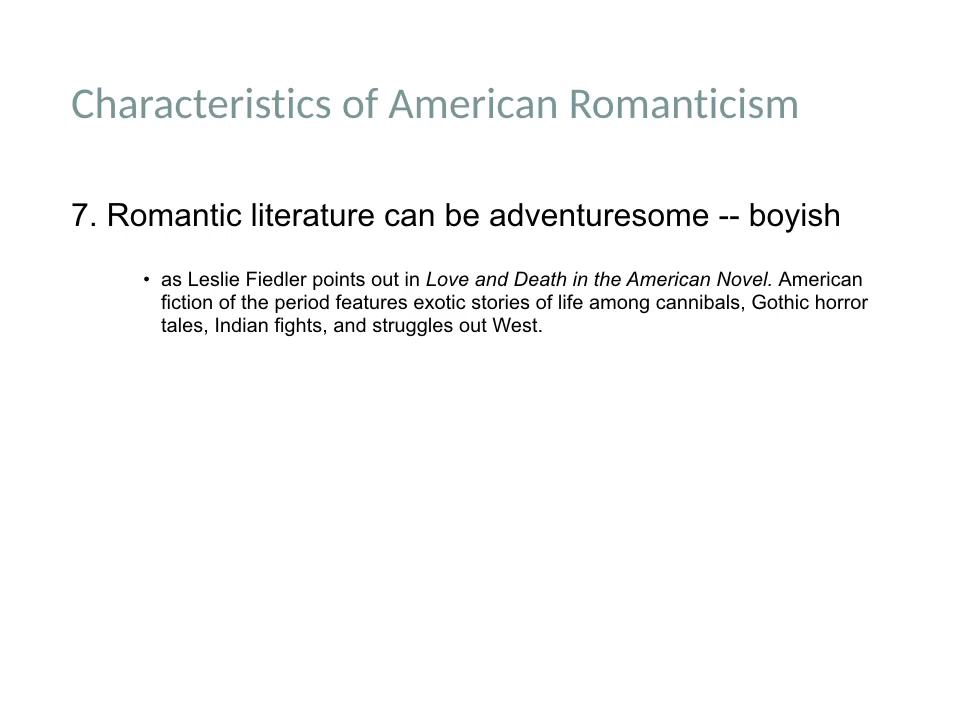 Characteristics of American Romanticism
7. Romantic literature can be adventuresome -- boyish
• as Leslie Fiedler points out in Love and Death in the American Novel. American
fiction of the period features exotic stories of life among cannibals, Gothic horror
tales, Indian fights, and struggles out West.